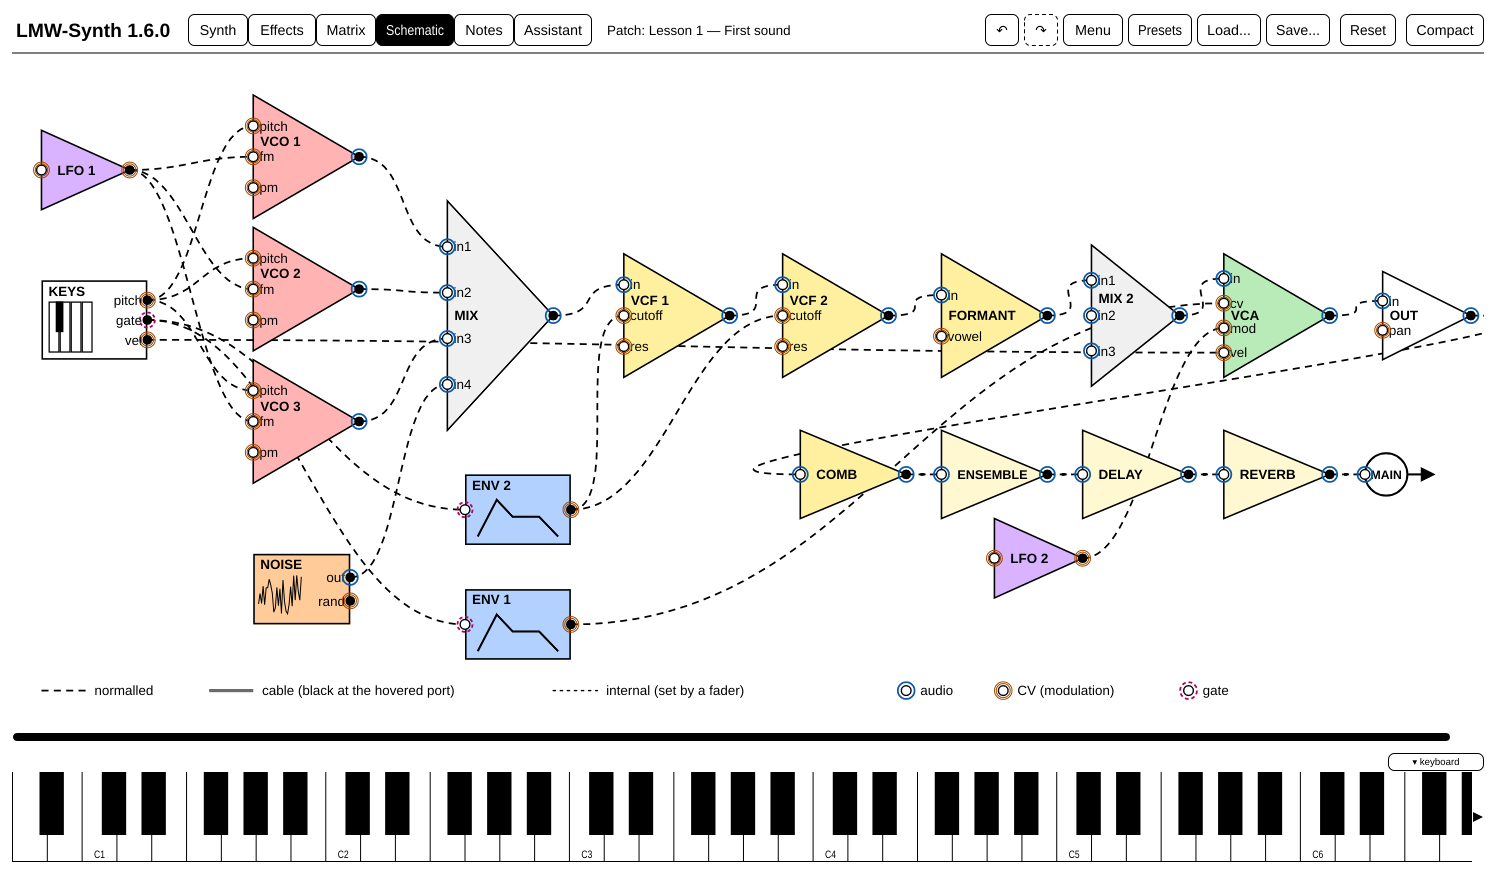 LMW-Synth 1.6.0 Synth Effects Matrix Schematic Notes Assistant Patch: Lesson 1 — First sound ↶ ↷ Menu Presets Load... Save... Reset Compact
pitch
VCO 1
fm
pm
LFO 1
pitch
VCO 2
fm
pm
KEYS
pitch
gate
vel
pitch
VCO 3
fm
pm
in1
in2
MIX
in3
in4
in
VCF 1
cutoff
res
in
VCF 2
cutoff
res
in
FORMANT
vowel
in1
MIX 2
in2
in3
in
cv
VCA
mod
vel
in
OUT
pan
COMB
ENSEMBLE
DELAY
REVERB
MAIN
ENV 2
LFO 2
NOISE
out
rand
ENV 1
normalled
cable (black at the hovered port)
internal (set by a fader)
audio
CV (modulation)
gate
▾ keyboard
C1 C2 C3 C4 C5 C6